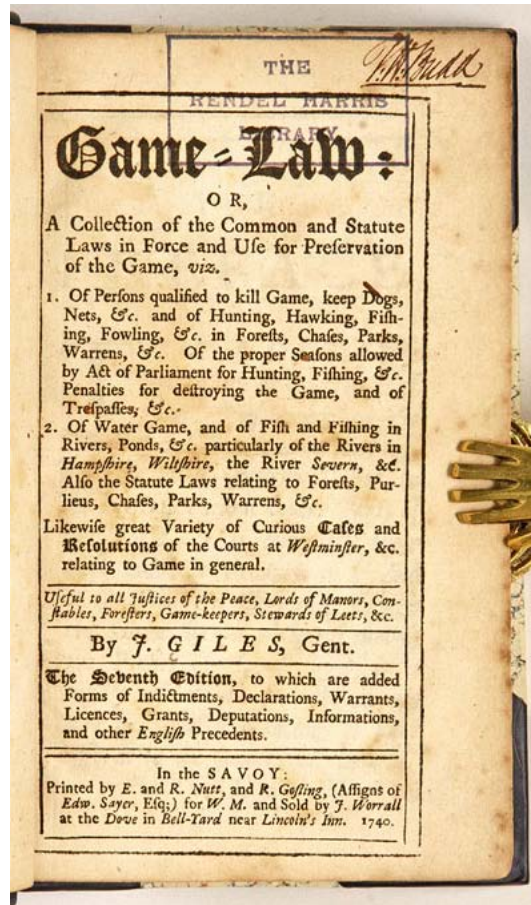 F. W. Budd
THE
RENDEL HARRIS
LIBRARY
Game-Law:
OR,
A Collection of the Common and Statute
Laws in Force and Uſe for Preſervation
of the Game, viz.
1. Of Perſons qualified to kill Game, keep Dogs,
Nets, &c. and of Hunting, Hawking, Fiſh-
ing, Fowling, &c. in Foreſts, Chaſes, Parks,
Warrens, &c. Of the proper Seaſons allowed
by Act of Parliament for Hunting, Fiſhing, &c.
Penalties for deſtroying the Game, and of
Treſpaſſes, &c.
2. Of Water Game, and of Fiſh and Fiſhing in
Rivers, Ponds, &c. particularly of the Rivers in
Hampſhire, Wiltſhire, the River Severn, &c.
Alſo the Statute Laws relating to Foreſts, Pur-
lieus, Chaſes, Parks, Warrens, &c.
Likewiſe great Variety of Curious Caſes and
Reſolutions of the Courts at Weſtminſter, &c.
relating to Game in general.
Uſeful to all Juſtices of the Peace, Lords of Manors, Con-
ſtables, Foreſters, Game-keepers, Stewards of Leets, &c.
By J. GILES, Gent.
The Seventh Edition, to which are added
Forms of Indictments, Declarations, Warrants,
Licences, Grants, Deputations, Informations,
and other Engliſh Precedents.
In the SAVOY:
Printed by E. and R. Nutt, and R. Goſling, (Aſſigns of
Edw. Sayer, Eſq;) for W. M. and Sold by J. Worrall
at the Dove in Bell-Yard near Lincoln's Inn. 1740.